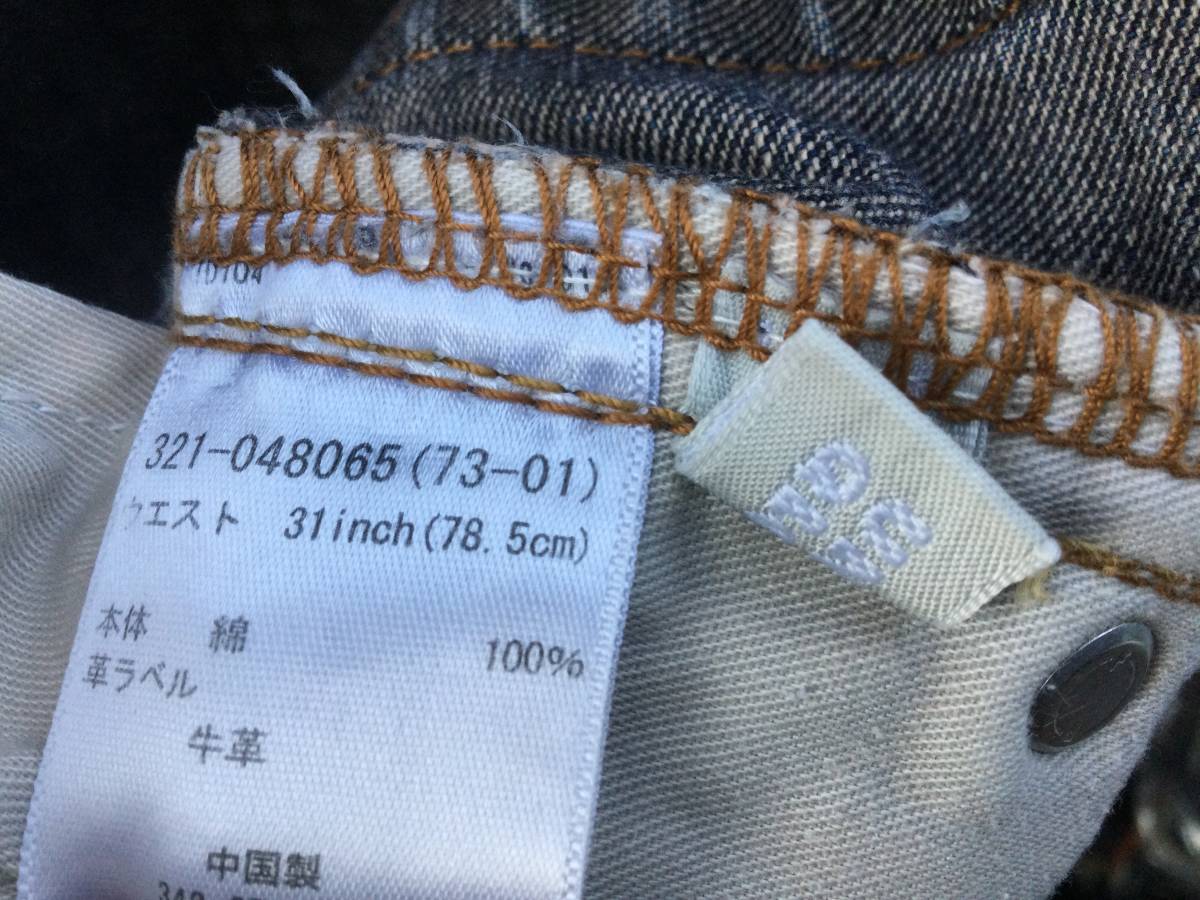 321-048065(73-01)
ウエスト 31inch(78.5cm)
本体 綿 100%
革ラベル
牛革
中国製